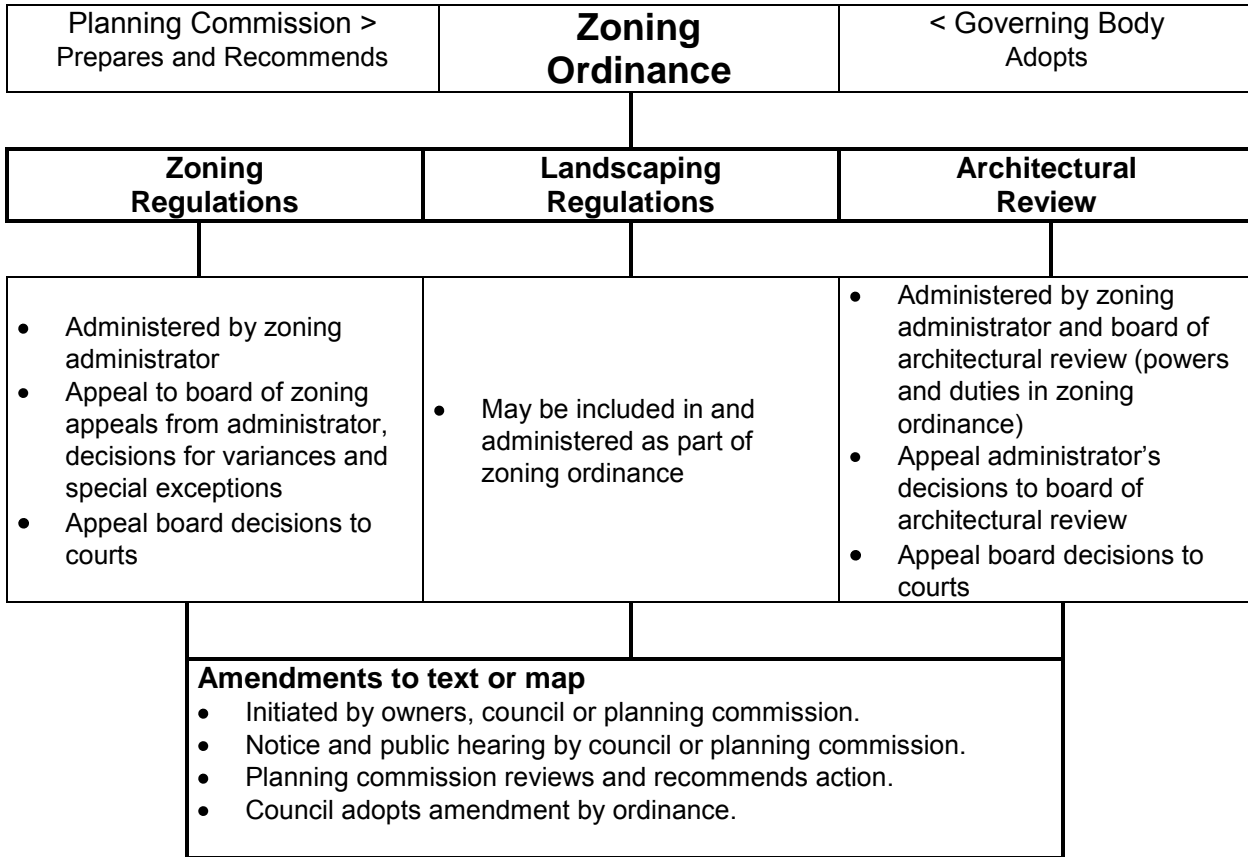 Planning Commission >
Prepares and Recommends
Zoning
Ordinance
< Governing Body
Adopts
Zoning
Regulations
Landscaping
Regulations
Architectural
Review
• Administered by zoning
administrator
• Appeal to board of zoning
appeals from administrator,
decisions for variances and
special exceptions
• Appeal board decisions to
courts
• May be included in and
administered as part of
zoning ordinance
• Administered by zoning
administrator and board of
architectural review (powers
and duties in zoning
ordinance)
• Appeal administrator’s
decisions to board of
architectural review
• Appeal board decisions to
courts
Amendments to text or map
• Initiated by owners, council or planning commission.
• Notice and public hearing by council or planning commission.
• Planning commission reviews and recommends action.
• Council adopts amendment by ordinance.